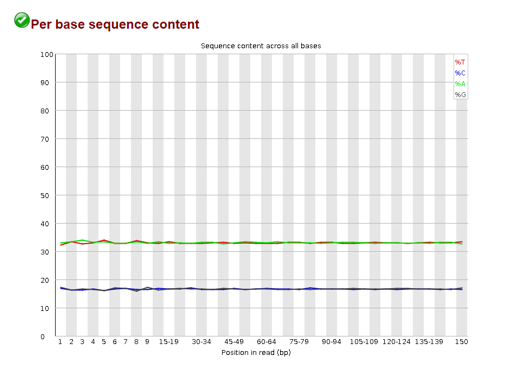 Per base sequence content
Sequence content across all bases
100
90
80
70
60
50
40
30
20
10
0
%T
%C
%A
%G
1 2 3 4 5 6 7 8 9 15-19 30-34 45-49 60-64 75-79 90-94 105-109 120-124 135-139 150
Position in read (bp)